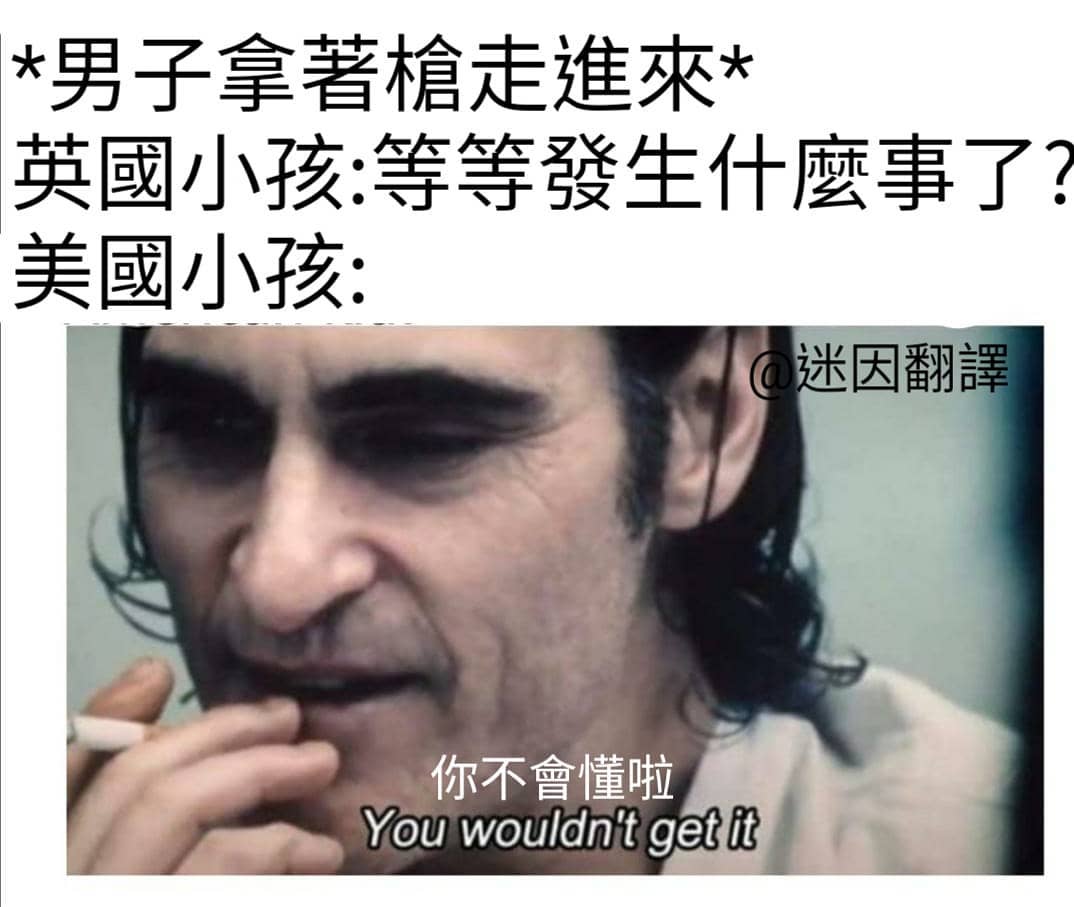 *男子拿著槍走進來*
英國小孩:等等發生什麼事了?
美國小孩:
@迷因翻譯
你不會懂啦
You wouldn't get it